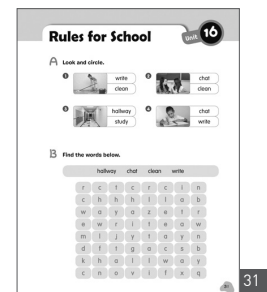 Rules for School
Unit 16
A Look and circle.
1 write clean
2 chat clean
3 hallway study
4 chat write
B Find the words below.
hallway chat clean write
r c t c r c i n
c h h h l l a b
w a y a z e t r
e w r i t e a w
m l j y t a y n
d f t g a c s b
k h a l l w a y
c n o v i f x q
31
31